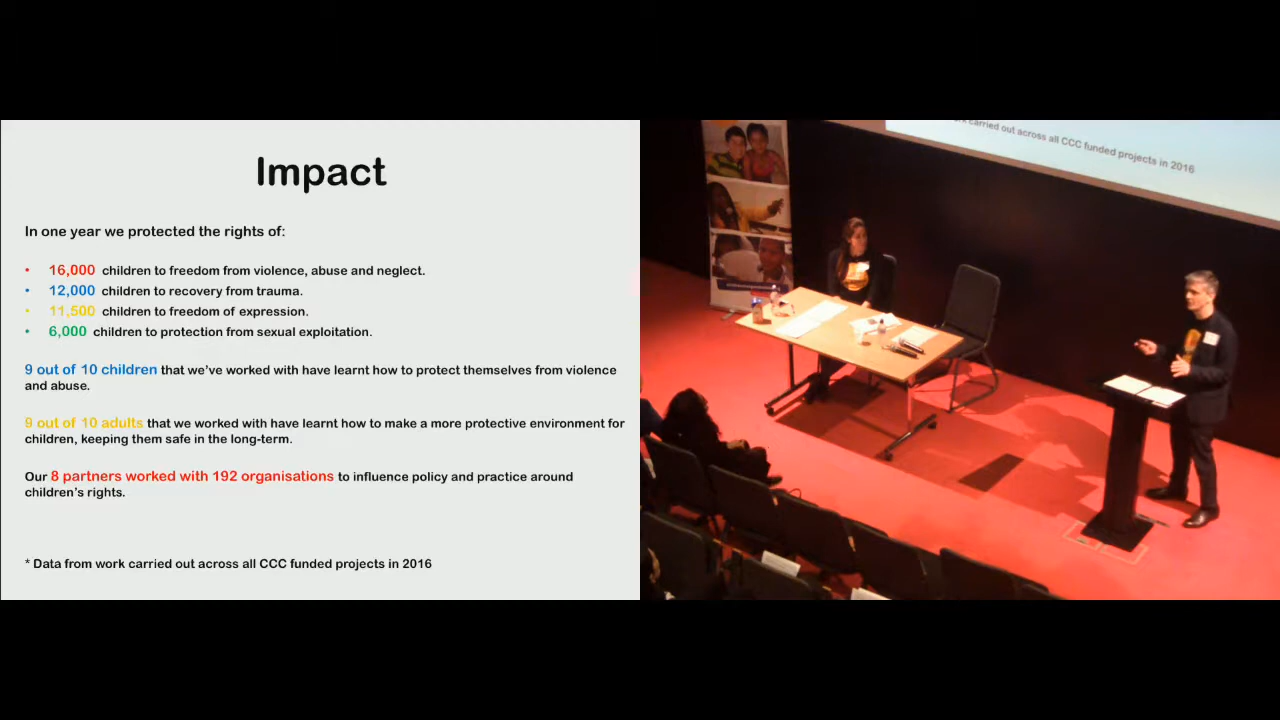 Impact
In one year we protected the rights of:
• 16,000 children to freedom from violence, abuse and neglect.
• 12,000 children to recovery from trauma.
• 11,500 children to freedom of expression.
• 6,000 children to protection from sexual exploitation.
9 out of 10 children that we've worked with have learnt how to protect themselves from violence
and abuse.
9 out of 10 adults that we worked with have learnt how to make a more protective environment for
children, keeping them safe in the long-term.
Our 8 partners worked with 192 organisations to influence policy and practice around
children's rights.
* Data from work carried out across all CCC funded projects in 2016
carried out across all CCC funded projects in 2016